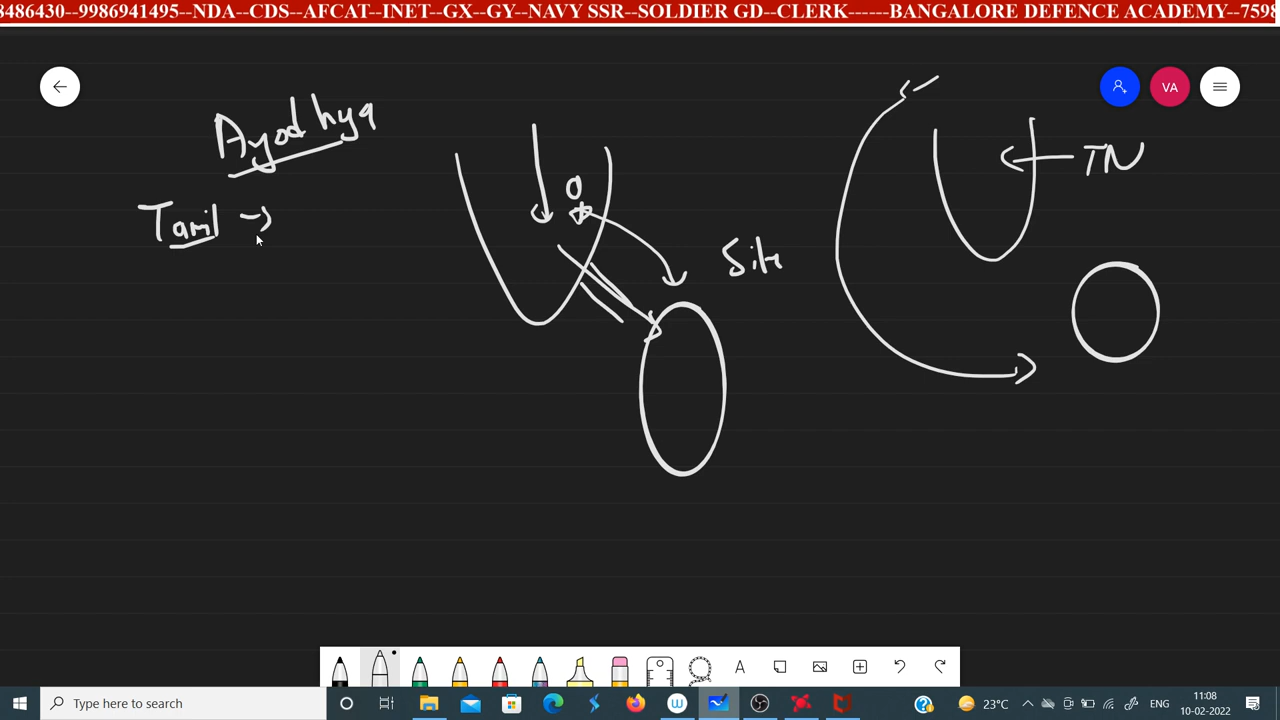 8486430--9986941495--NDA--CDS--AFCAT--INET--GX--GY--NAVY SSR--SOLDIER GD--CLERK------BANGALORE DEFENCE ACADEMY--7598
VA
Ayodhya
TN
Tamil →
Sita
A
Type here to search
23°C
ENG
11:08
10-02-2022